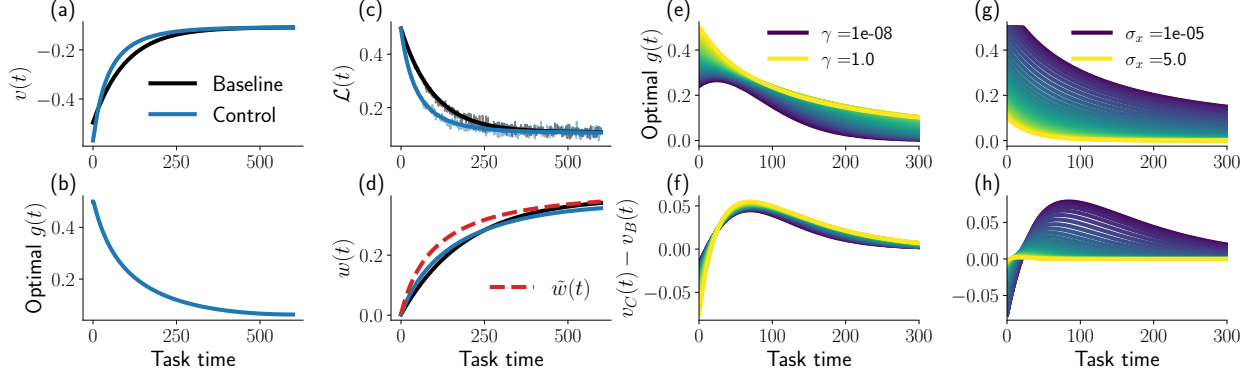 (a)
v(t)
−0.2
−0.4
0
250
500
Baseline
Control
(c)
ℒ(t)
0.4
0.2
0
250
500
(e)
Optimal g(t)
0.4
0.2
0.0
0
100
200
300
γ =1e-08
γ =1.0
(g)
0.4
0.2
0.0
0
100
200
300
σₓ =1e-05
σₓ =5.0
(b)
Optimal g(t)
0.4
0.2
0
250
500
Task time
(d)
w(t)
0.2
0.0
0
250
500
w̃(t)
Task time
(f)
v_C(t) − v_B(t)
0.05
0.00
−0.05
0
100
200
300
Task time
(h)
0.05
0.00
−0.05
0
100
200
300
Task time